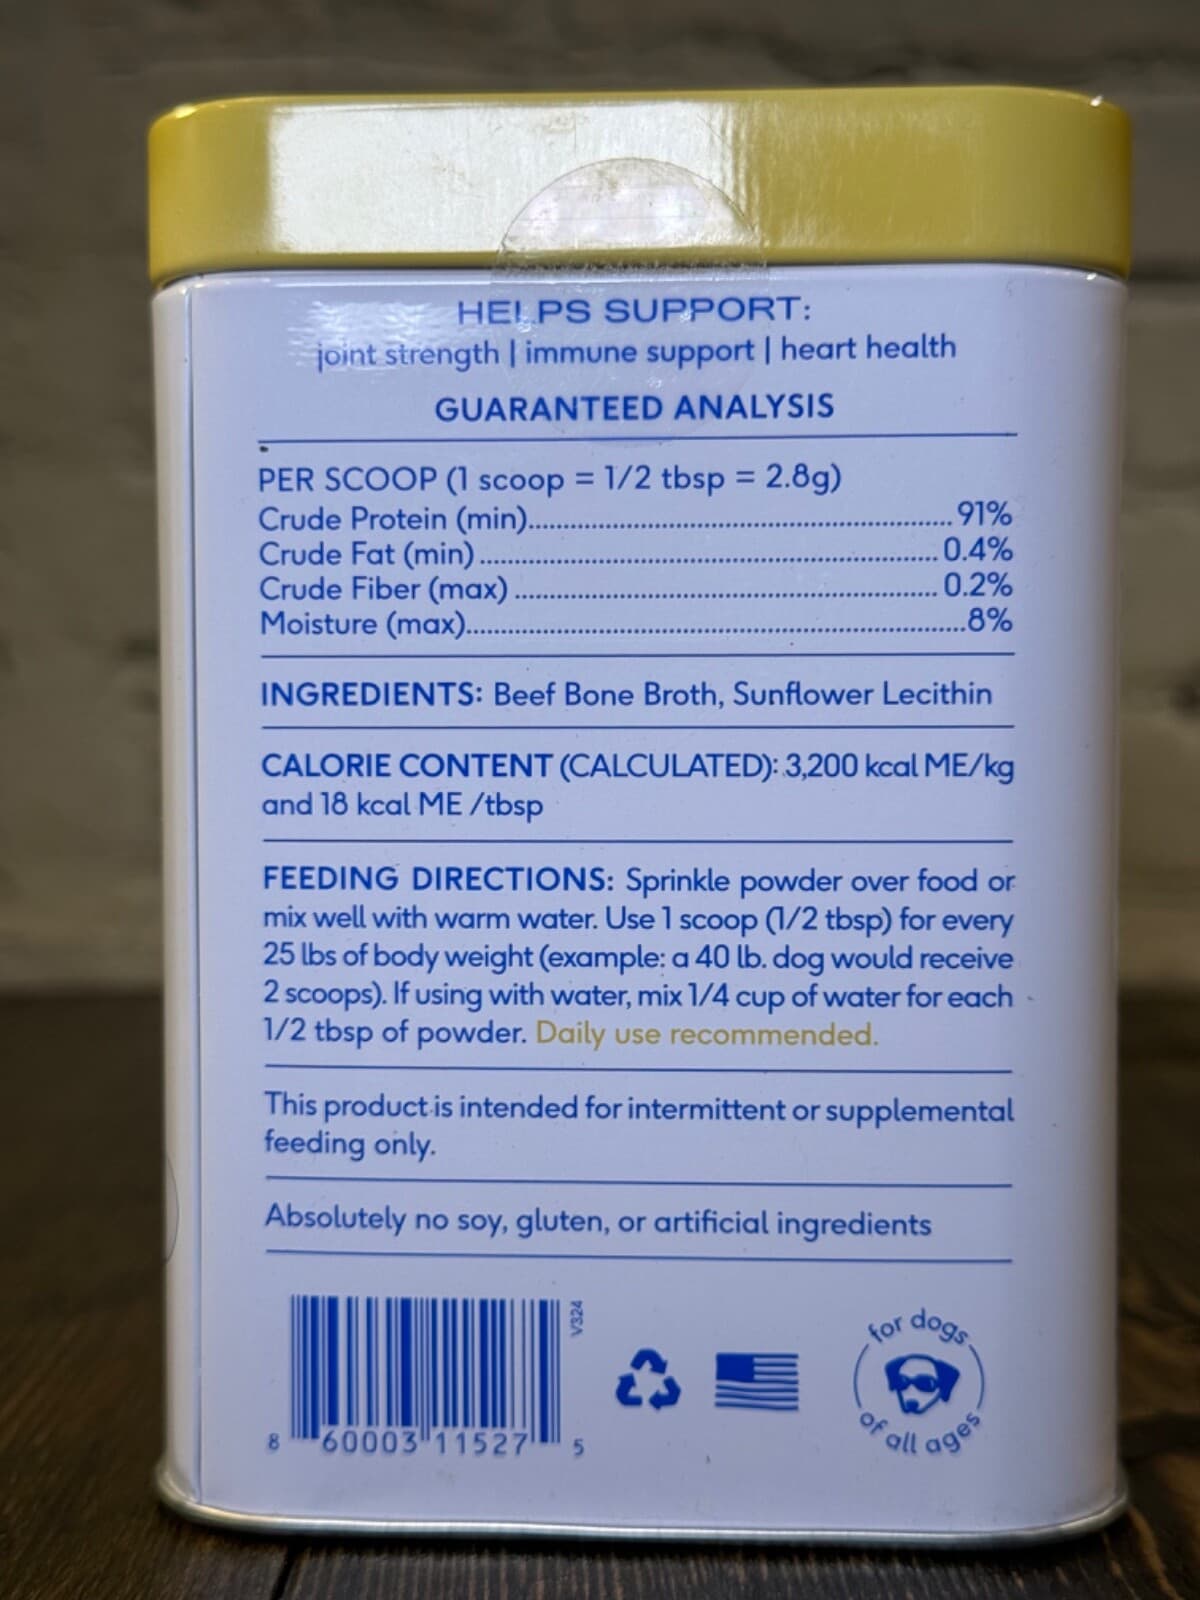 HELPS SUPPORT:
joint strength | immune support | heart health
GUARANTEED ANALYSIS
PER SCOOP (1 scoop = 1/2 tbsp = 2.8g)
Crude Protein (min)........91%
Crude Fat (min)........0.4%
Crude Fiber (max)........0.2%
Moisture (max)........8%
INGREDIENTS: Beef Bone Broth, Sunflower Lecithin
CALORIE CONTENT (CALCULATED): 3,200 kcal ME/kg
and 18 kcal ME /tbsp
FEEDING DIRECTIONS: Sprinkle powder over food or
mix well with warm water. Use 1 scoop (1/2 tbsp) for every
25 lbs of body weight (example: a 40 lb. dog would receive
2 scoops). If using with water, mix 1/4 cup of water for each
1/2 tbsp of powder. Daily use recommended.
This product is intended for intermittent or supplemental
feeding only.
Absolutely no soy, gluten, or artificial ingredients
V324
8 60003 11527 5
for dogs
of all ages